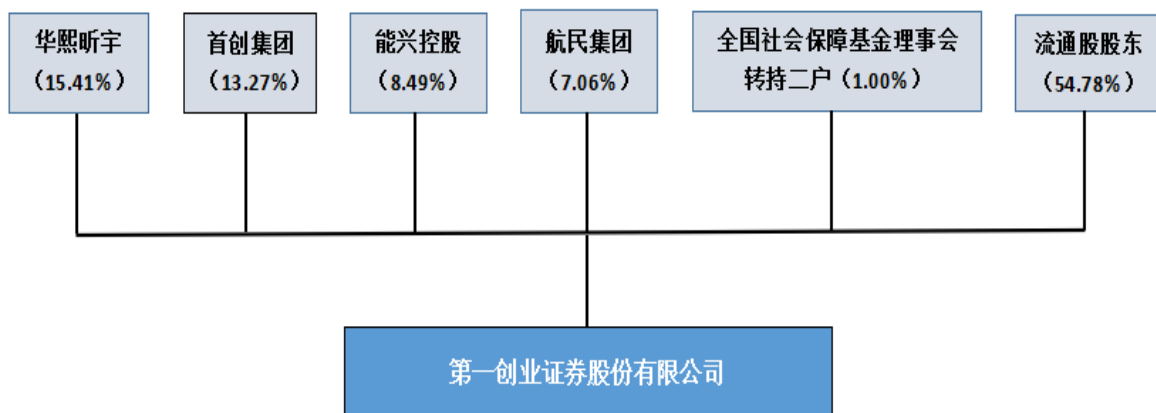 华熙昕宇
（15.41%）
首创集团
（13.27%）
能兴控股
（8.49%）
航民集团
（7.06%）
全国社会保障基金理事会
转持二户（1.00%）
流通股股东
（54.78%）
第一创业证券股份有限公司